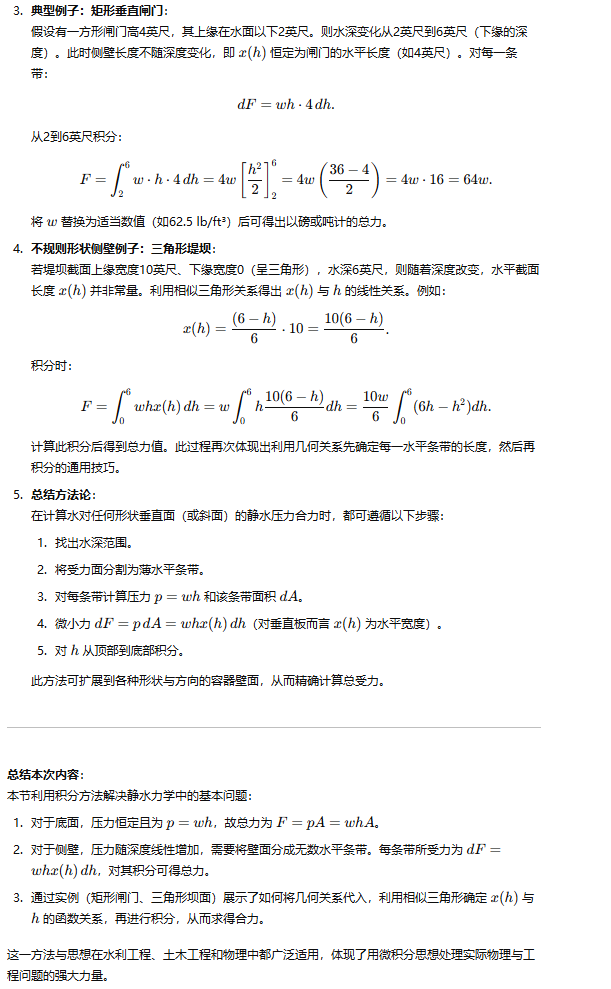 3. 典型例子：矩形垂直闸门：
假设有一方形闸门高4英尺，其上缘在水面以下2英尺。则水深变化从2英尺到6英尺（下缘的深
度）。此时侧壁长度不随深度变化，即 x(h) 恒定为闸门的水平长度（如4英尺）。对每一条
带：
dF = wh · 4 dh.
从2到6英尺积分：
F = ∫₂⁶ w · h · 4 dh = 4w [h²/2]₂⁶ = 4w ((36 − 4)/2) = 4w · 16 = 64w.
将 w 替换为适当数值（如62.5 lb/ft³）后可得出以磅或吨计的总力。
4. 不规则形状侧壁例子：三角形堤坝：
若堤坝截面上缘宽度10英尺、下缘宽度0（呈三角形），水深6英尺，则随着深度改变，水平截面
长度 x(h) 并非常量。利用相似三角形关系得出 x(h) 与 h 的线性关系。例如：
x(h) = (6 − h)/6 · 10 = 10(6 − h)/6.
积分时：
F = ∫₀⁶ whx(h) dh = w ∫₀⁶ h 10(6 − h)/6 dh = 10w/6 ∫₀⁶ (6h − h²)dh.
计算此积分后得到总力值。此过程再次体现出利用几何关系先确定每一水平条带的长度，然后再
积分的通用技巧。
5. 总结方法论：
在计算水对任何形状垂直面（或斜面）的静水压力合力时，都可遵循以下步骤：
1. 找出水深范围。
2. 将受力面分割为薄水平条带。
3. 对每条带计算压力 p = wh 和该条带面积 dA。
4. 微小力 dF = p dA = whx(h) dh（对垂直板而言 x(h) 为水平宽度）。
5. 对 h 从顶部到底部积分。
此方法可扩展到各种形状与方向的容器壁面，从而精确计算总受力。
总结本次内容：
本节利用积分方法解决静水力学中的基本问题：
1. 对于底面，压力恒定且为 p = wh，故总力为 F = pA = whA。
2. 对于侧壁，压力随深度线性增加，需要将壁面分成无数水平条带。每条带所受力为 dF =
whx(h) dh，对其积分可得总力。
3. 通过实例（矩形闸门、三角形坝面）展示了如何将几何关系代入，利用相似三角形确定 x(h) 与
h 的函数关系，再进行积分，从而求得合力。
这一方法与思想在水利工程、土木工程和物理中都广泛适用，体现了用微积分思想处理实际物理与工
程问题的强大力量。